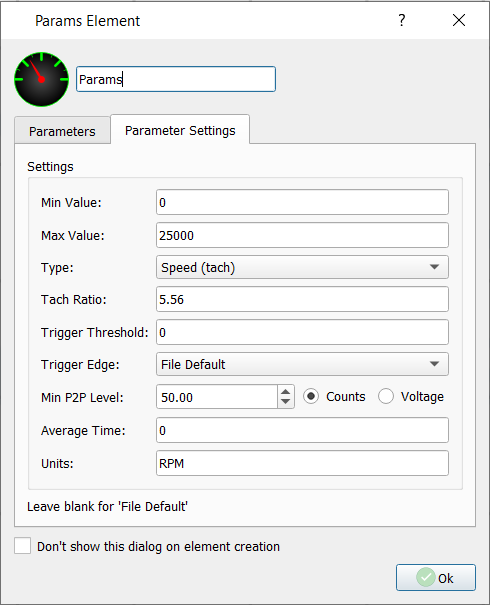 Params Element ?
Params
Parameters Parameter Settings
Settings
Min Value: 0
Max Value: 25000
Type: Speed (tach)
Tach Ratio: 5.56
Trigger Threshold: 0
Trigger Edge: File Default
Min P2P Level: 50.00 Counts Voltage
Average Time: 0
Units: RPM
Leave blank for 'File Default'
Don't show this dialog on element creation
Ok